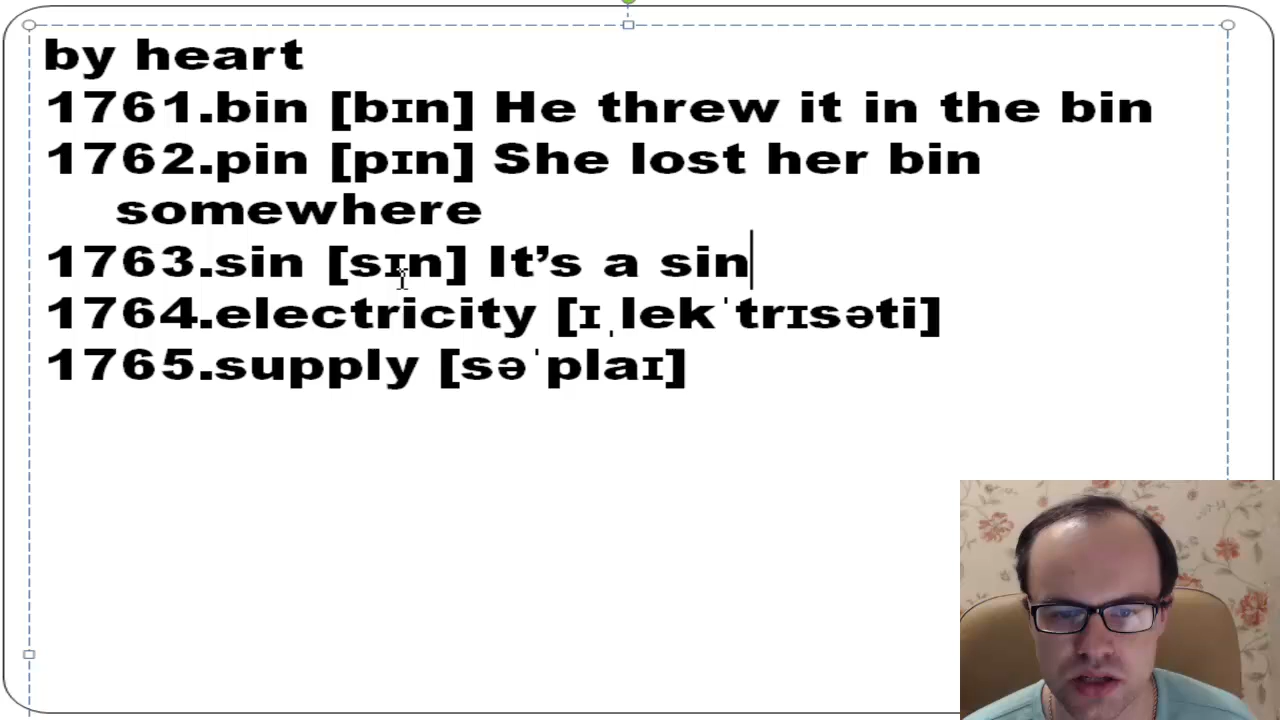 by heart
1761.bin [bɪn] He threw it in the bin
1762.pin [pɪn] She lost her bin
somewhere
1763.sin [sɪn] It’s a sin
1764.electricity [ɪˌlekˈtrɪsəti]
1765.supply [səˈplaɪ]